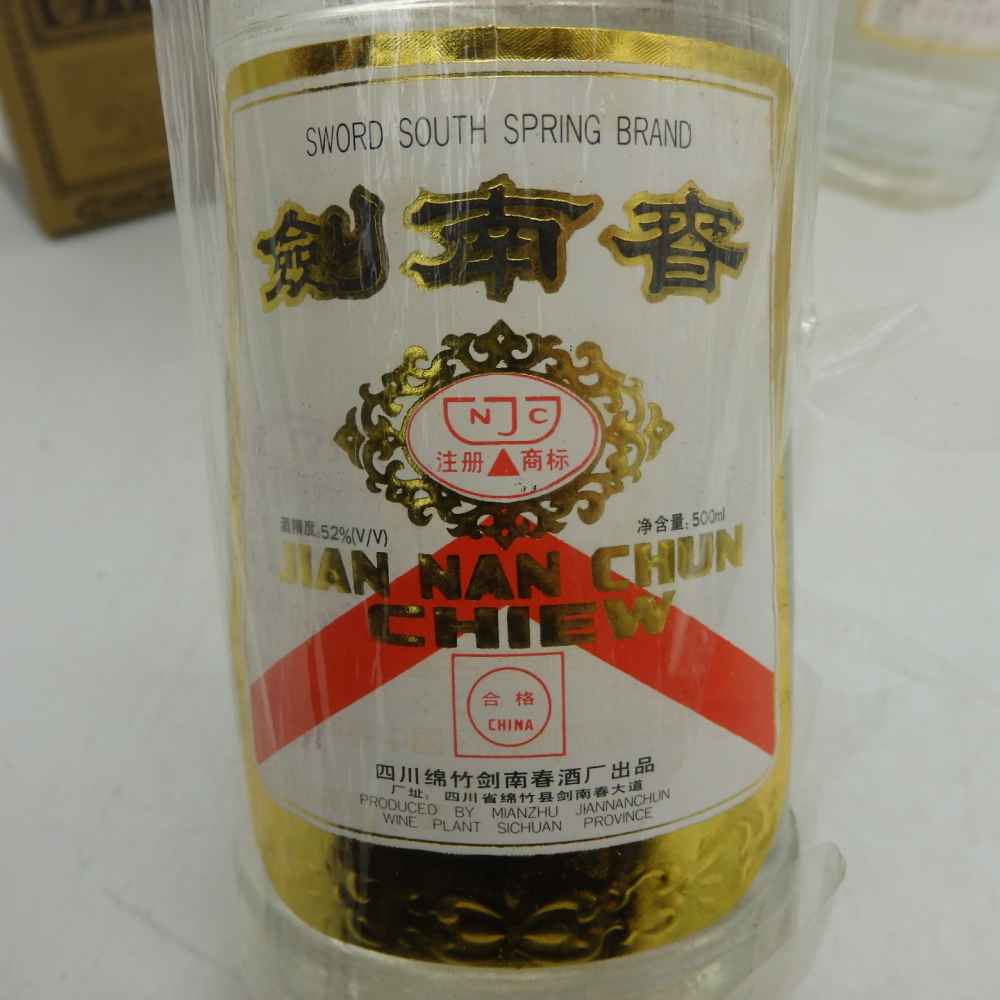 SWORD SOUTH SPRING BRAND
劍南春
NJC
注册 商标
酒精度:52%(V/V)
净含量:500ml
JIAN NAN CHUN
CHIEW
合格
CHINA
四川绵竹剑南春酒厂出品
厂址:四川省绵竹县剑南春大道
PRODUCED BY MIANZHU JIANNANCHUN
WINE PLANT SICHUAN PROVINCE